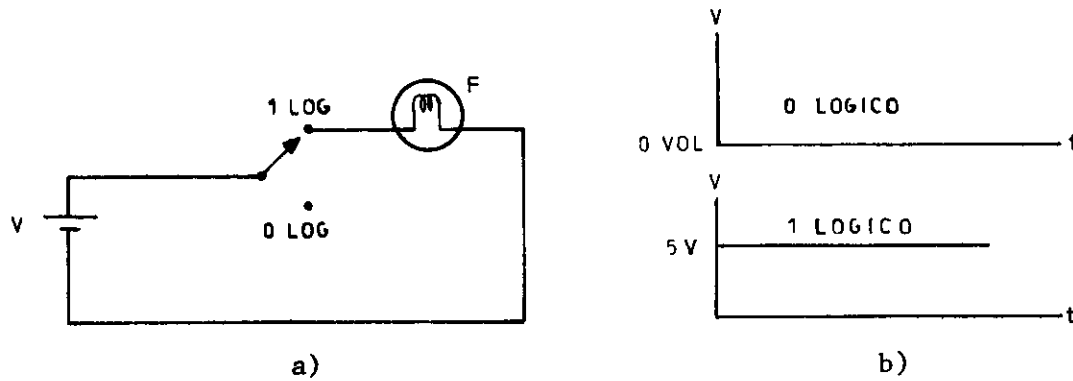 1 LOG
F
V
0 LOG
a)
V
0 LOGICO
0 VOL
t
V
1 LOGICO
5 V
t
b)